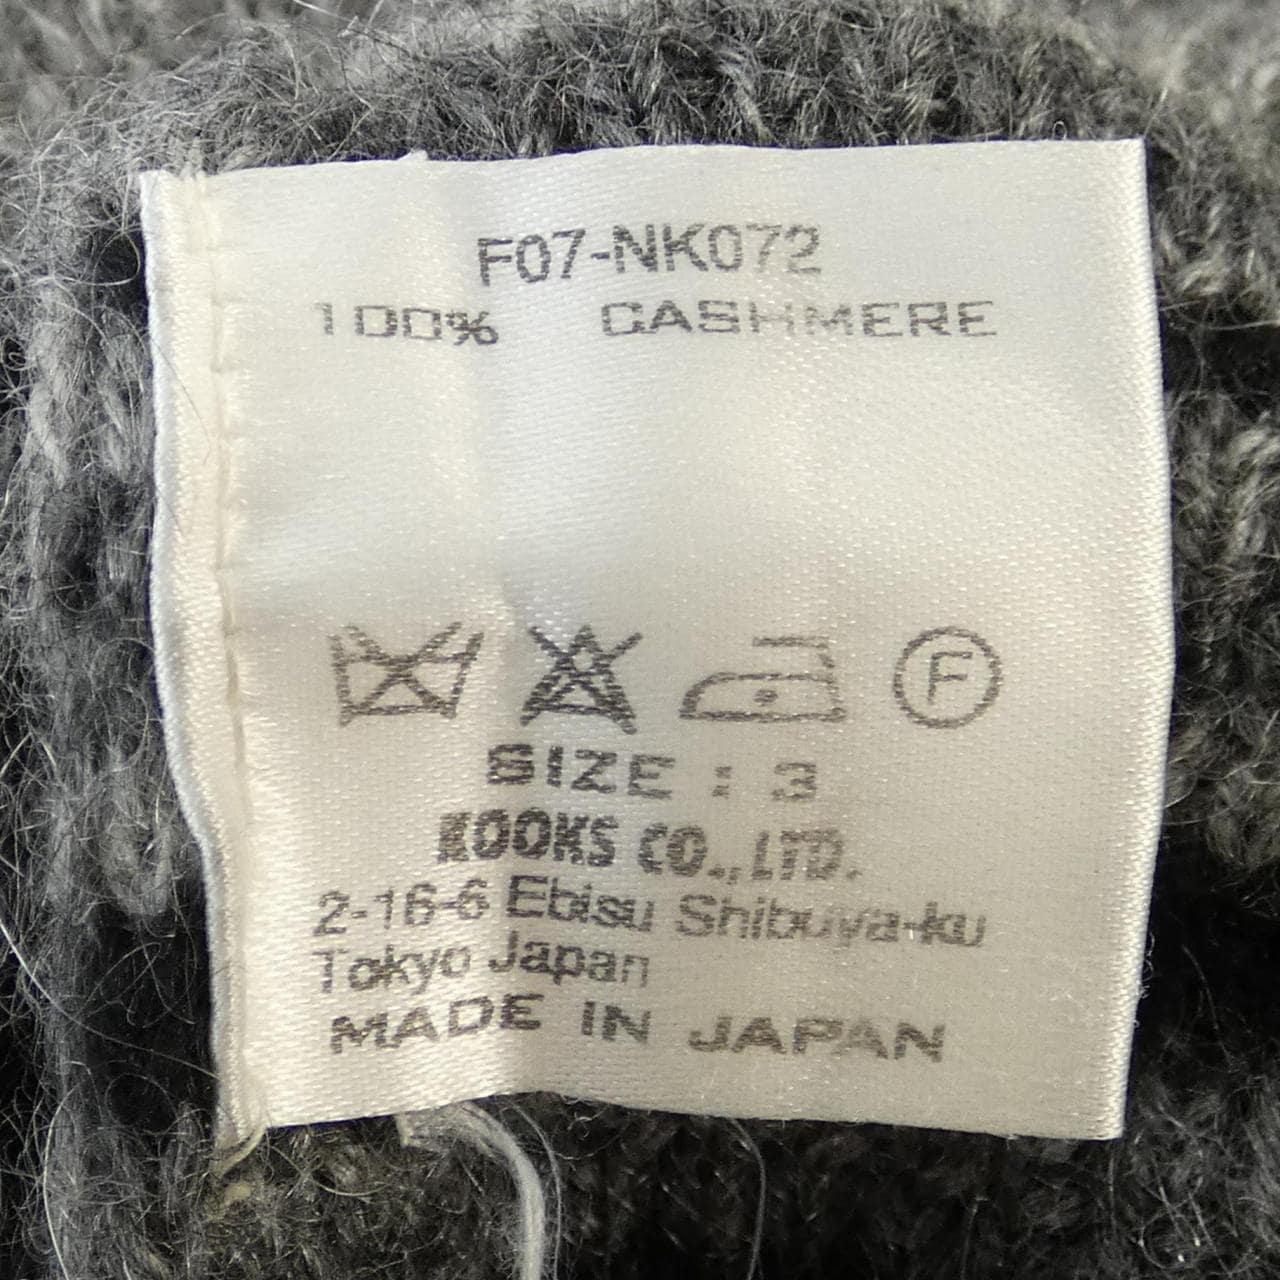 F07-NK072
100% CASHMERE
F
SIZE : 3
KOOKS CO.,LTD.
2-16-6 Ebisu Shibuya-ku
Tokyo Japan
MADE IN JAPAN